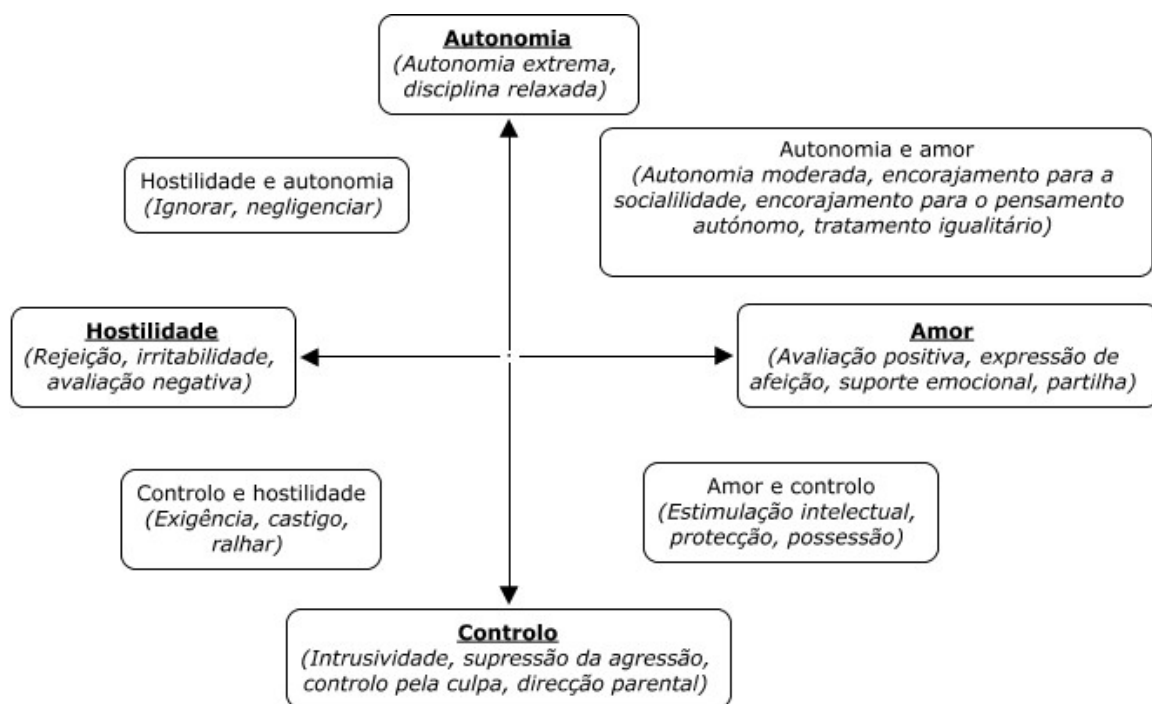 Autonomia
(Autonomia extrema,
disciplina relaxada)
Autonomia e amor
(Autonomia moderada, encorajamento para a
socialilidade, encorajamento para o pensamento
autónomo, tratamento igualitário)
Hostilidade e autonomia
(Ignorar, negligenciar)
Hostilidade
(Rejeição, irritabilidade,
avaliação negativa)
Amor
(Avaliação positiva, expressão de
afeição, suporte emocional, partilha)
Controlo e hostilidade
(Exigência, castigo,
ralhar)
Amor e controlo
(Estimulação intelectual,
protecção, possessão)
Controlo
(Intrusividade, supressão da agressão,
controlo pela culpa, direcção parental)